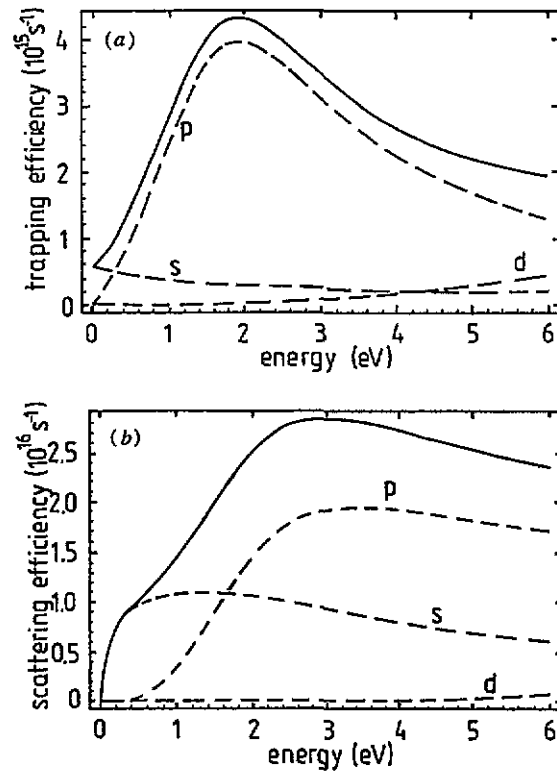 trapping efficiency (10¹⁵s⁻¹)
(a)
4
3
2
1
0
p
s
d
0 1 2 3 4 5 6
energy (eV)
scattering efficiency (10¹⁶s⁻¹)
(b)
2.5
2.0
1.5
1.0
0.5
0
p
s
d
0 1 2 3 4 5 6
energy (eV)